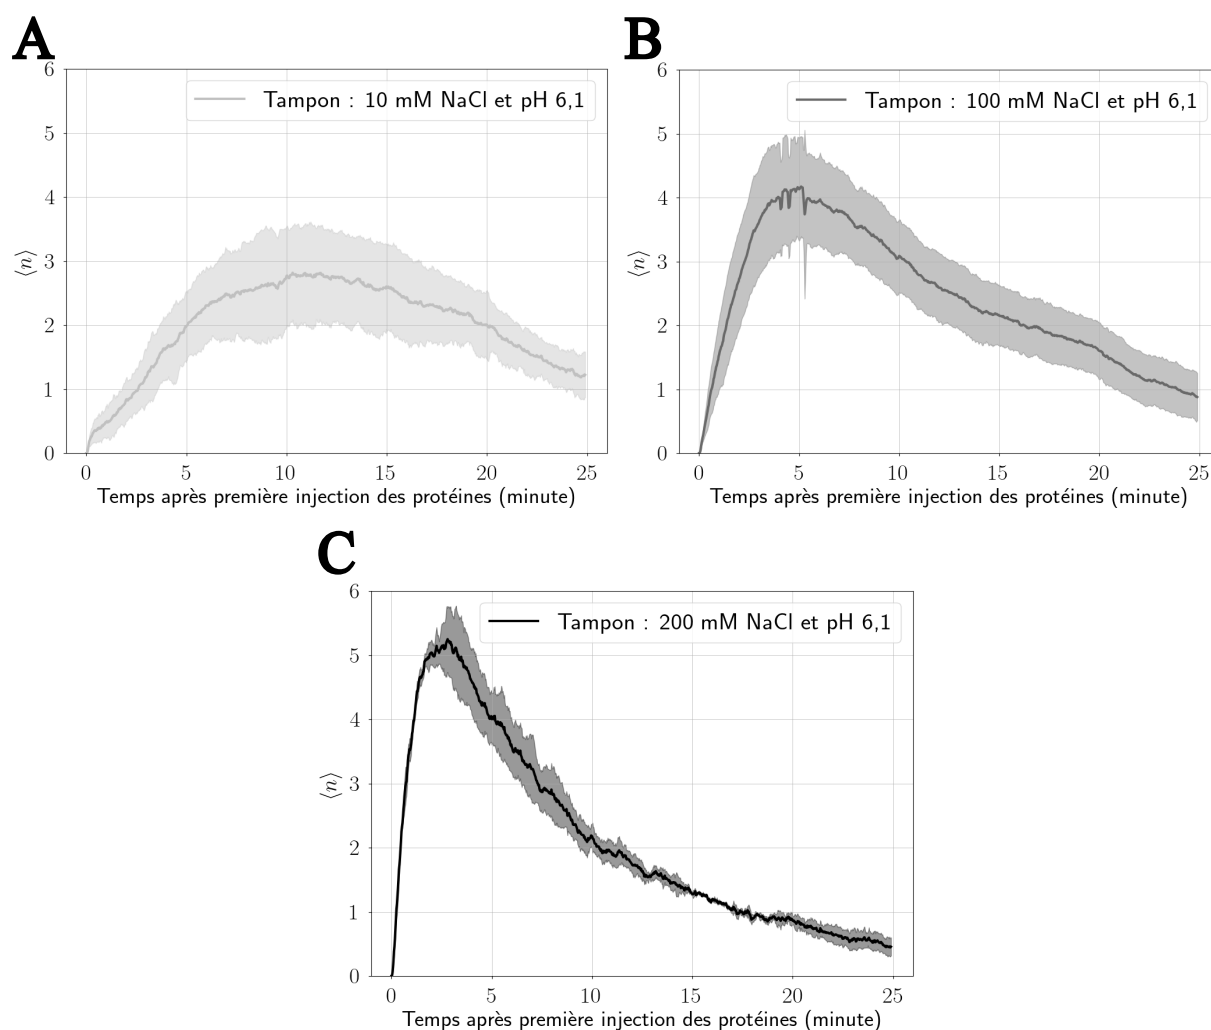 A
6
5
4
3
2
1
0
⟨n⟩
Tampon : 10 mM NaCl et pH 6,1
0 5 10 15 20 25
Temps après première injection des protéines (minute)
B
6
5
4
3
2
1
0
⟨n⟩
Tampon : 100 mM NaCl et pH 6,1
0 5 10 15 20 25
Temps après première injection des protéines (minute)
C
6
5
4
3
2
1
0
⟨n⟩
Tampon : 200 mM NaCl et pH 6,1
0 5 10 15 20 25
Temps après première injection des protéines (minute)